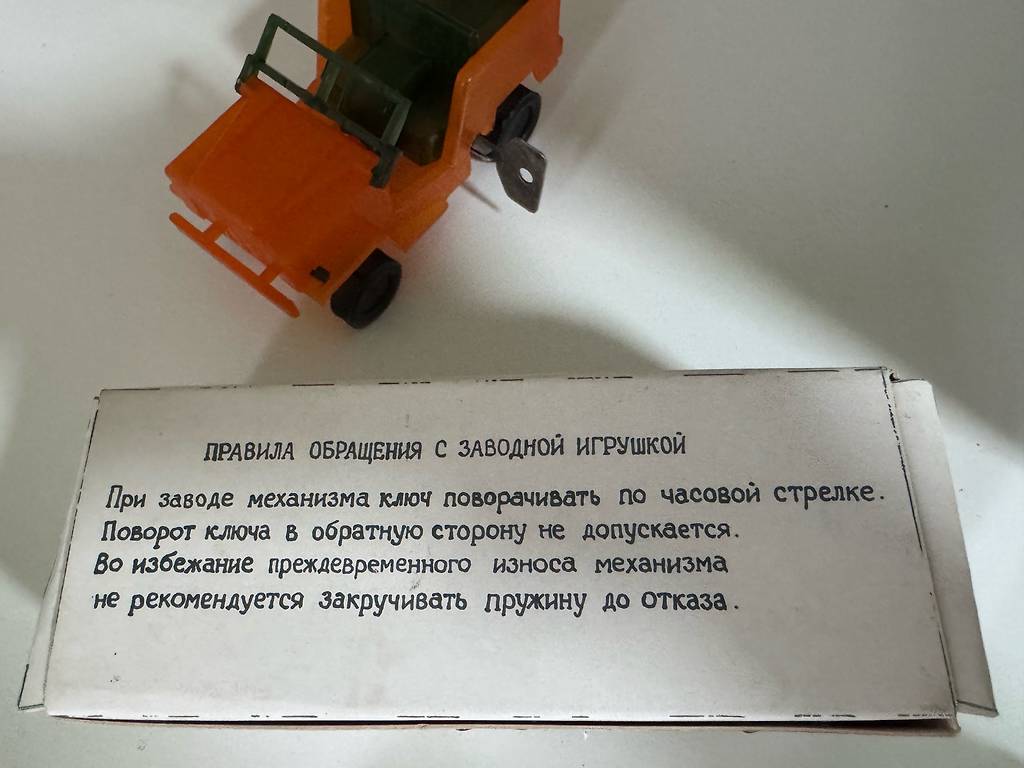 ПРАВИЛА ОБРАЩЕНИЯ С ЗАВОДНОЙ ИГРУШКОЙ
При заводе механизма ключ поворачивать по часовой стрелке.
Поворот ключа в обратную сторону не допускается.
Во избежание преждевременного износа механизма
не рекомендуется закручивать пружину до отказа.